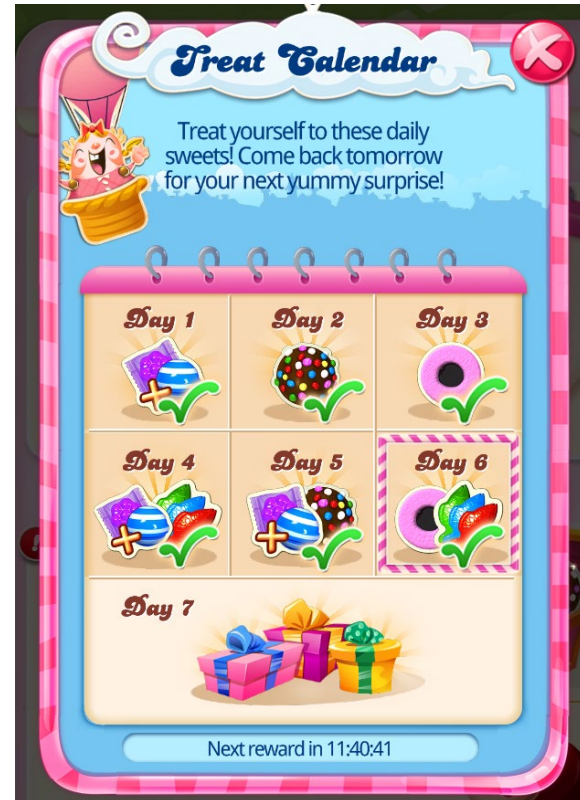 Treat Calendar
Treat yourself to these daily
sweets! Come back tomorrow
for your next yummy surprise!
Day 1
Day 2
Day 3
Day 4
Day 5
Day 6
Day 7
Next reward in 11:40:41